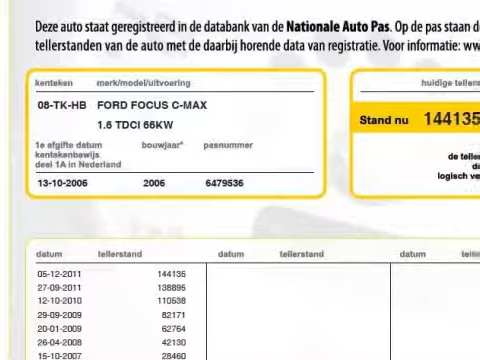 Deze auto staat geregistreerd in de databank van de Nationale Auto Pas. Op de pas staan
tellerstanden van de auto met de daarbij horende data van registratie. Voor informatie:
kenteken merk/model/uitvoering
08-TK-HB FORD FOCUS C-MAX
1.6 TDCI 66KW
1e afgifte datum bouwjaar* pasnummer
kentekenbewijs
deel 1A in Nederland
13-10-2006 2006 6479536
huidige
Stand nu 144135
de
logisch
datum tellerstand datum tellerstand datum
05-12-2011 144135
27-09-2011 138895
12-10-2010 110538
29-09-2009 82171
20-01-2009 62764
26-04-2008 42130
15-10-2007 28460